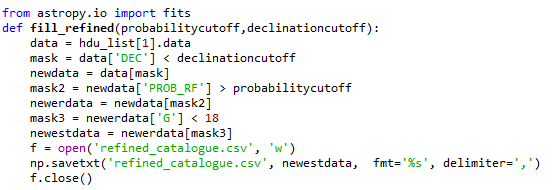 from astropy.io import fits
def fill_refined(probabilitycutoff,declinationcutoff):
    data = hdu_list[1].data
    mask = data['DEC'] < declinationcutoff
    newdata = data[mask]
    mask2 = newdata['PROB_RF'] > probabilitycutoff
    newerdata = newdata[mask2]
    mask3 = newerdata['G'] < 18
    newestdata = newerdata[mask3]
    f = open('refined_catalogue.csv', 'w')
    np.savetxt('refined_catalogue.csv', newestdata,  fmt='%s', delimiter=',')
    f.close()